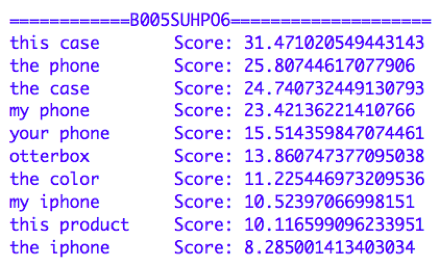 ============B005SUHPO6====================
this case Score: 31.471020549443143
the phone Score: 25.80744617077906
the case Score: 24.740732449130793
my phone Score: 23.42136221410766
your phone Score: 15.514359847074461
otterbox Score: 13.860747377095038
the color Score: 11.225446973209536
my iphone Score: 10.52397066998151
this product Score: 10.116599096233951
the iphone Score: 8.285001413403034